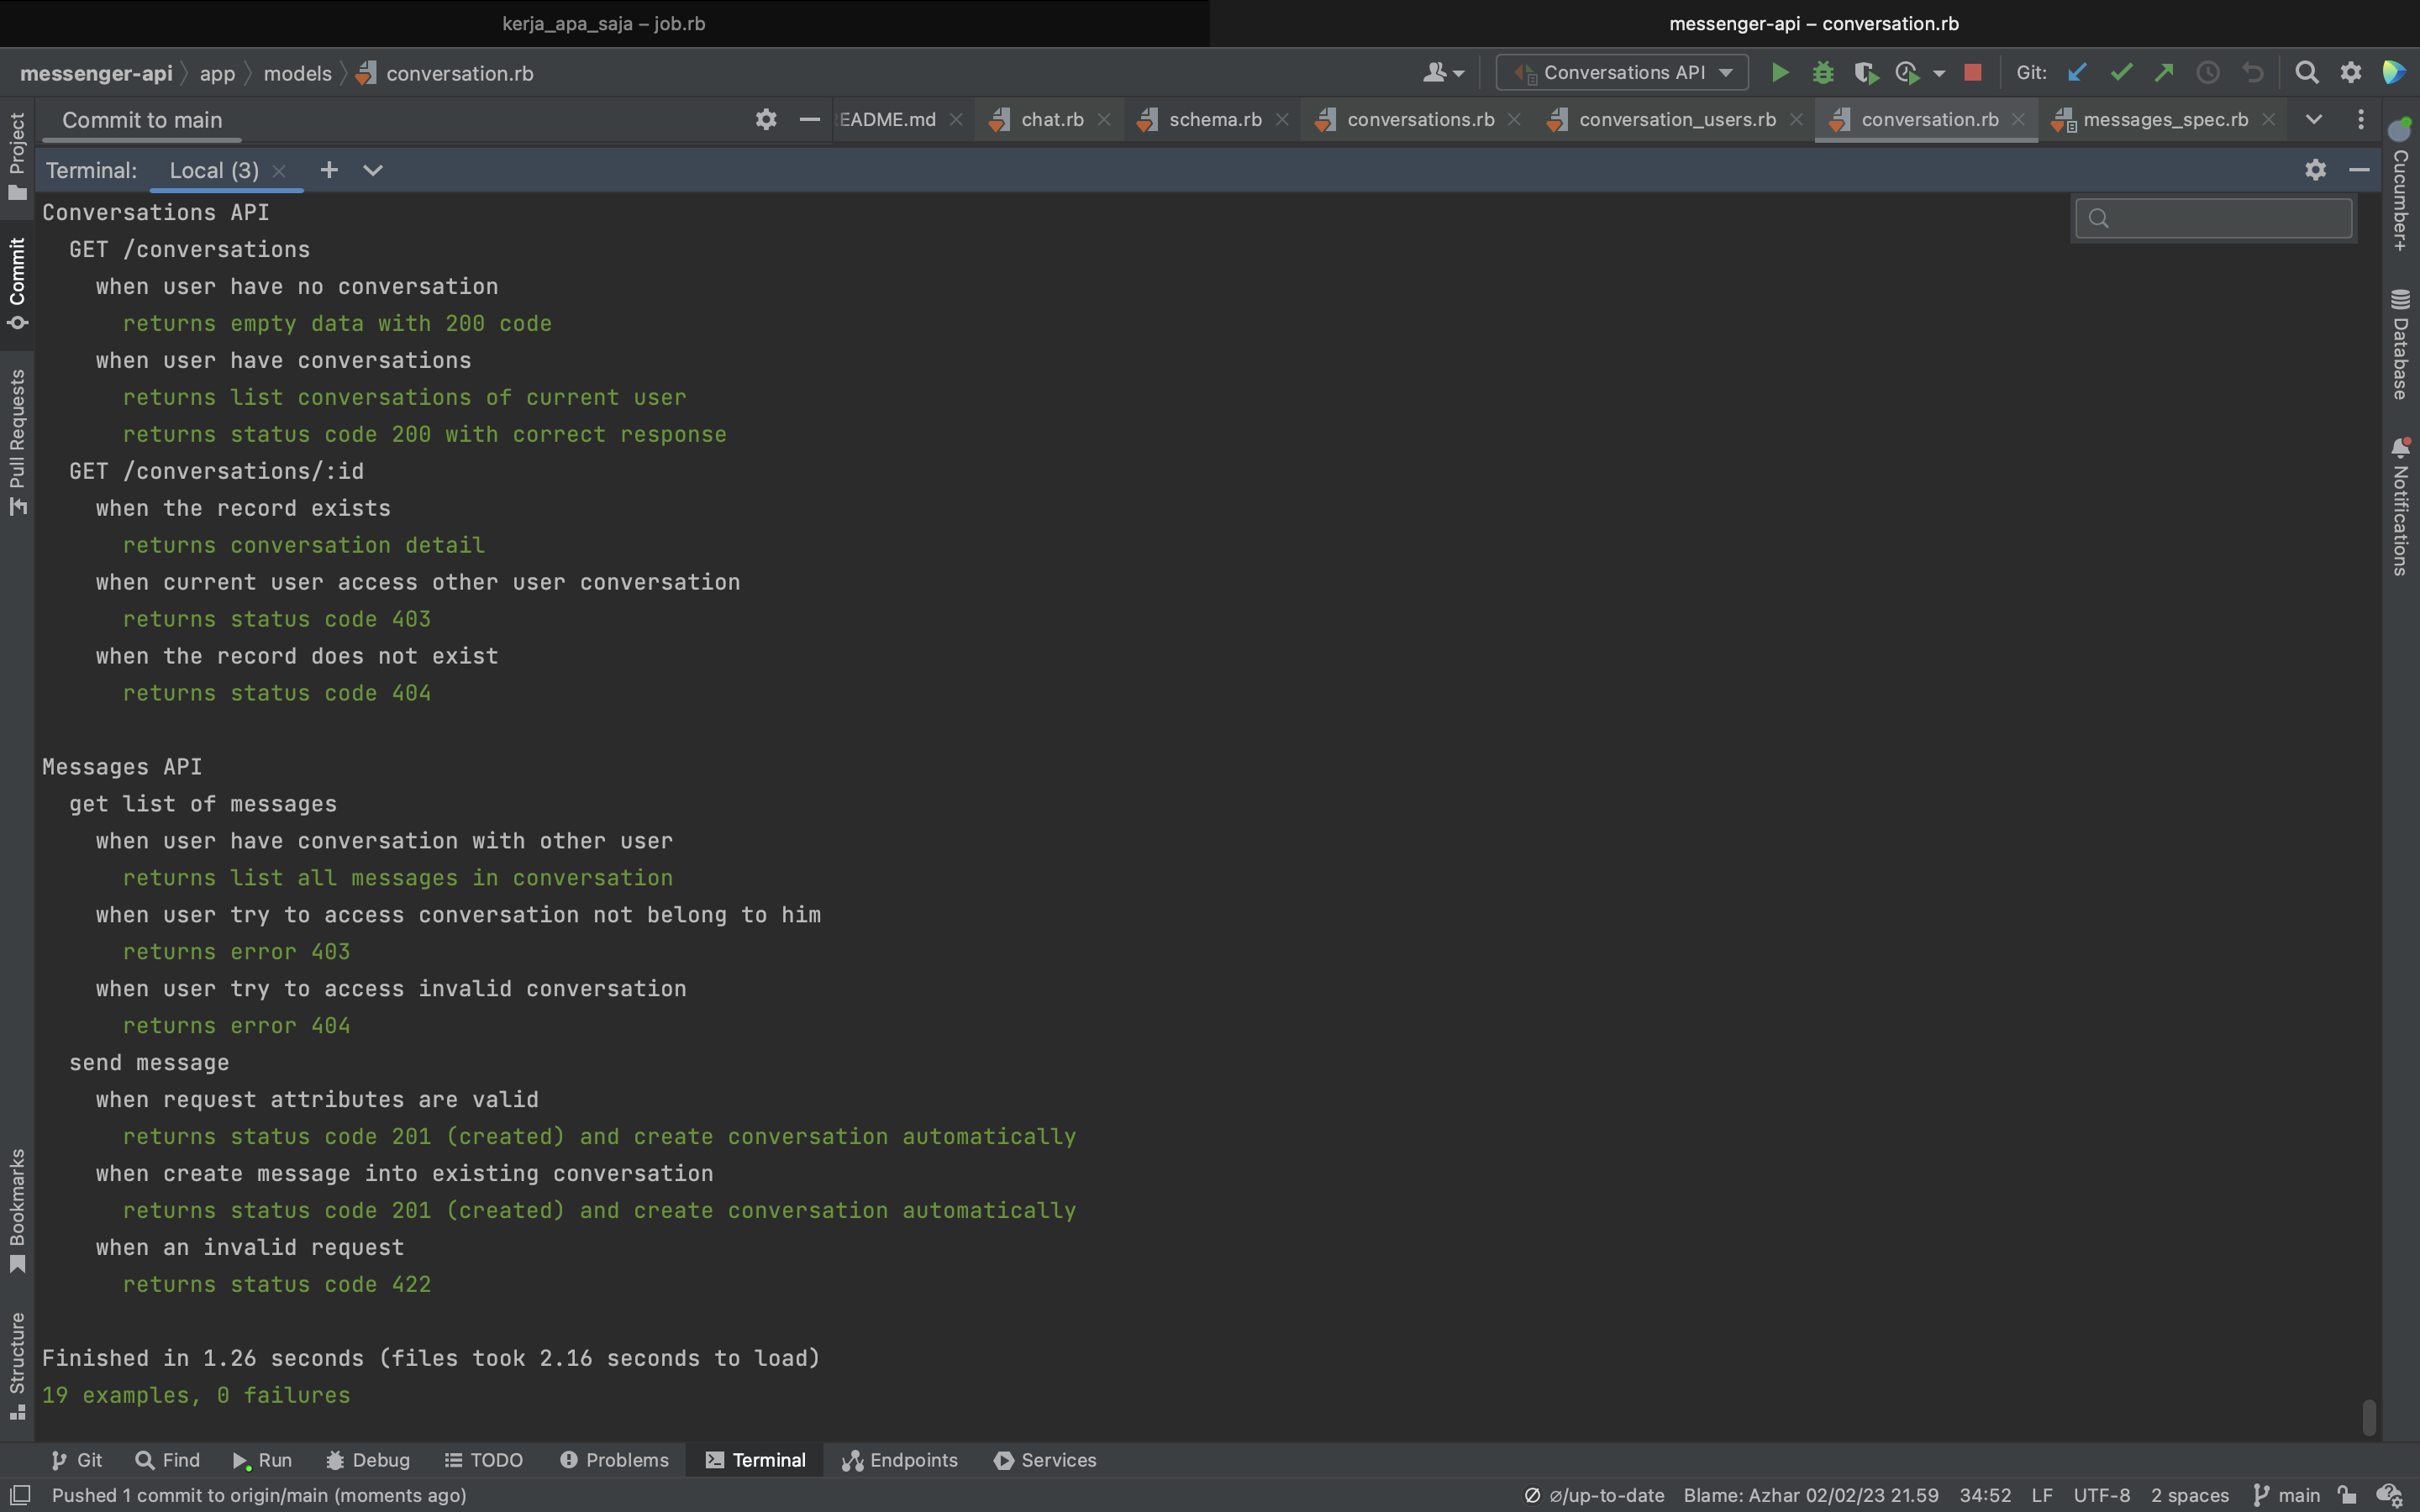 kerja_apa_saja – job.rb
messenger-api – conversation.rb
messenger-api app models conversation.rb
Conversations API
Git:
Commit to main
EADME.md
chat.rb
schema.rb
conversations.rb
conversation_users.rb
conversation.rb
messages_spec.rb
Terminal: Local (3)
Project
Commit
Pull Requests
Bookmarks
Structure
Conversations API
GET /conversations
when user have no conversation
returns empty data with 200 code
when user have conversations
returns list conversations of current user
returns status code 200 with correct response
GET /conversations/:id
when the record exists
returns conversation detail
when current user access other user conversation
returns status code 403
when the record does not exist
returns status code 404
Messages API
get list of messages
when user have conversation with other user
returns list all messages in conversation
when user try to access conversation not belong to him
returns error 403
when user try to access invalid conversation
returns error 404
send message
when request attributes are valid
returns status code 201 (created) and create conversation automatically
when create message into existing conversation
returns status code 201 (created) and create conversation automatically
when an invalid request
returns status code 422
Finished in 1.26 seconds (files took 2.16 seconds to load)
19 examples, 0 failures
Cucumber+
Database
Notifications
Git Find Run Debug TODO Problems Terminal Endpoints Services
Pushed 1 commit to origin/main (moments ago)
⌀/up-to-date Blame: Azhar 02/02/23 21.59 34:52 LF UTF-8 2 spaces main